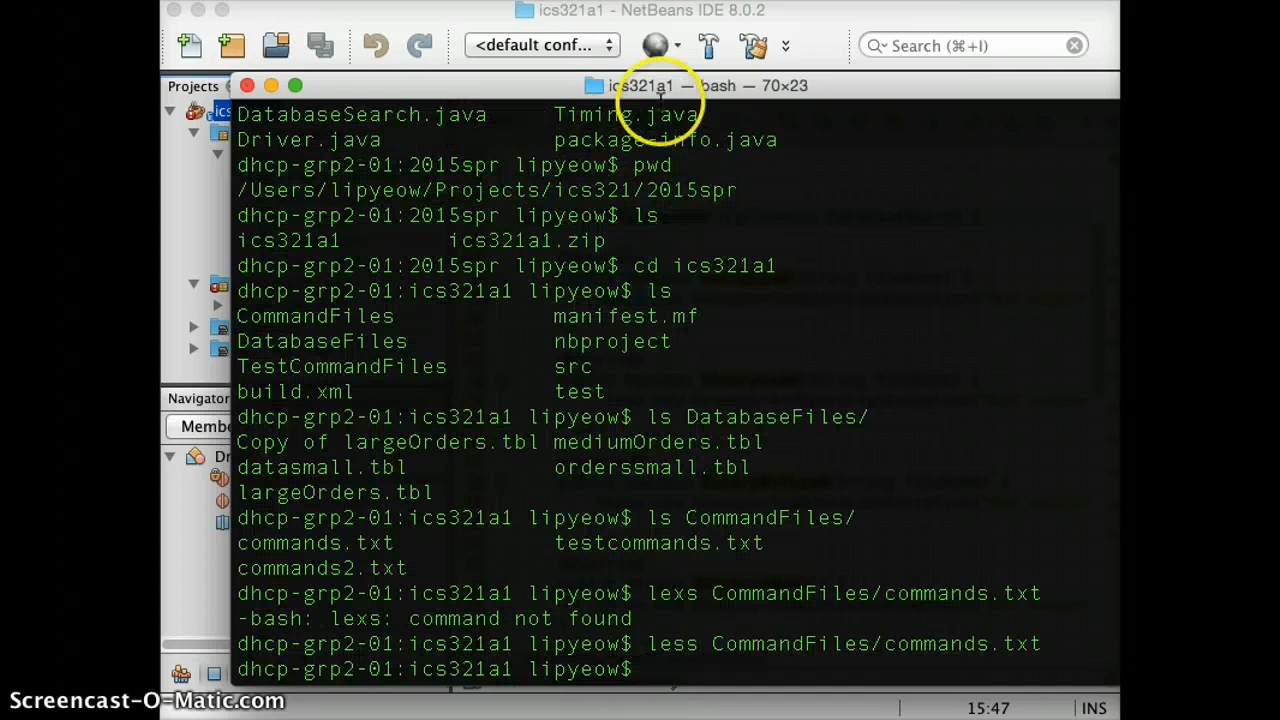 ics321a1 - NetBeans IDE 8.0.2
<default conf...
Search (⌘+I)
Projects
ics321a1 — bash — 70×23
ics
DatabaseSearch.java Timing.java
Driver.java package-info.java
dhcp-grp2-01:2015spr lipyeow$ pwd
/Users/lipyeow/Projects/ics321/2015spr
dhcp-grp2-01:2015spr lipyeow$ ls
ics321a1 ics321a1.zip
dhcp-grp2-01:2015spr lipyeow$ cd ics321a1
dhcp-grp2-01:ics321a1 lipyeow$ ls
CommandFiles manifest.mf
DatabaseFiles nbproject
TestCommandFiles src
build.xml test
dhcp-grp2-01:ics321a1 lipyeow$ ls DatabaseFiles/
Copy of largeOrders.tbl mediumOrders.tbl
datasmall.tbl orderssmall.tbl
largeOrders.tbl
dhcp-grp2-01:ics321a1 lipyeow$ ls CommandFiles/
commands.txt testcommands.txt
commands2.txt
dhcp-grp2-01:ics321a1 lipyeow$ lexs CommandFiles/commands.txt
-bash: lexs: command not found
dhcp-grp2-01:ics321a1 lipyeow$ less CommandFiles/commands.txt
dhcp-grp2-01:ics321a1 lipyeow$
Navigator
Membe
Dr
Screencast-O-Matic.com
15:47
INS